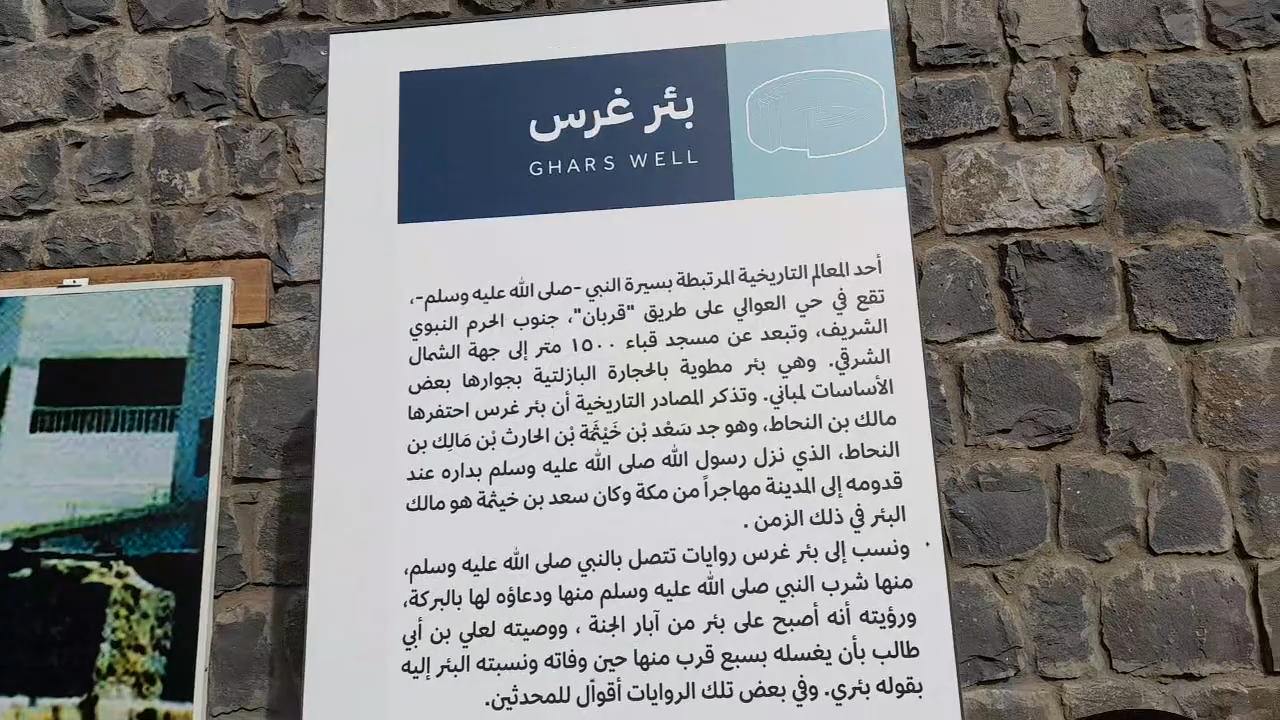 بئر غرس
GHARS WELL
أحد المعالم التاريخية المرتبطة بسيرة النبي -صلى الله عليه وسلم-،
تقع في حي العوالي على طريق "قربان"، جنوب الحرم النبوي
الشريف، وتبعد عن مسجد قباء ١٥٠٠ متر إلى جهة الشمال
الشرقي. وهي بئر مطوية بالحجارة البازلتية بجوارها بعض
الأساسات لمباني. وتذكر المصادر التاريخية أن بئر غرس احتفرها
مالك بن النحاط، وهو جد سَعْد بْن خَيْثَمَة بْن الحارث بْن مَالِك بن
النحاط، الذي نزل رسول الله صلى الله عليه وسلم بداره عند
قدومه إلى المدينة مهاجراً من مكة وكان سعد بن خيثمة هو مالك
البئر في ذلك الزمن .
ونسب إلى بئر غرس روايات تتصل بالنبي صلى الله عليه وسلم،
منها شرب النبي صلى الله عليه وسلم منها ودعاؤه لها بالبركة،
ورؤيته أنه أصبح على بئر من آبار الجنة ، ووصيته لعلي بن أبي
طالب بأن يغسله بسبع قرب منها حين وفاته ونسبته البئر إليه
بقوله بئري. وفي بعض تلك الروايات أقوآل للمحدثين.